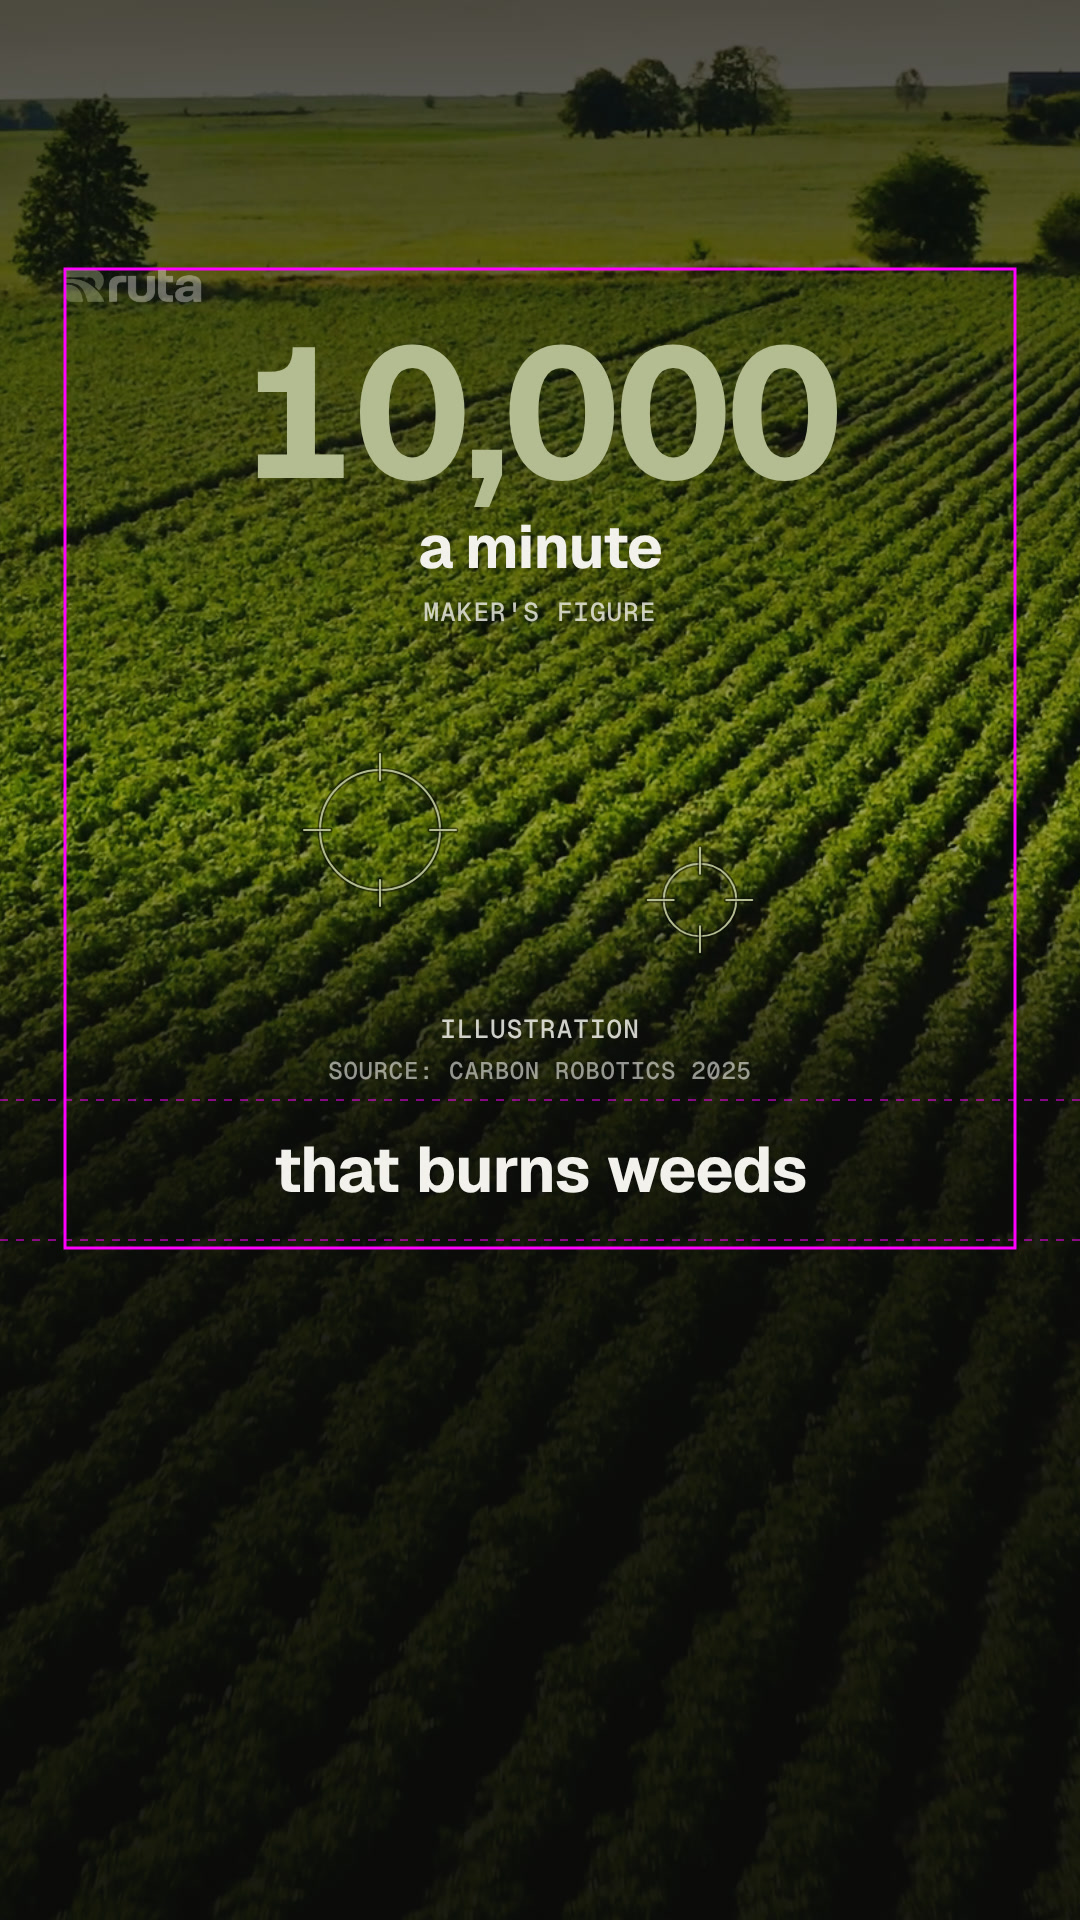 ruta
10,000
a minute
MAKER'S FIGURE
ILLUSTRATION
SOURCE: CARBON ROBOTICS 2025
that burns weeds